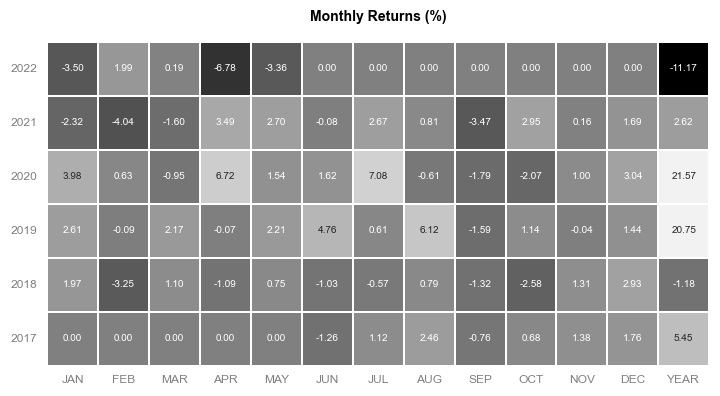 Monthly Returns (%)
2022 -3.50 1.99 0.19 -6.78 -3.36 0.00 0.00 0.00 0.00 0.00 0.00 0.00 -11.17
2021 -2.32 -4.04 -1.60 3.49 2.70 -0.08 2.67 0.81 -3.47 2.95 0.16 1.69 2.62
2020 3.98 0.63 -0.95 6.72 1.54 1.62 7.08 -0.61 -1.79 -2.07 1.00 3.04 21.57
2019 2.61 -0.09 2.17 -0.07 2.21 4.76 0.61 6.12 -1.59 1.14 -0.04 1.44 20.75
2018 1.97 -3.25 1.10 -1.09 0.75 -1.03 -0.57 0.79 -1.32 -2.58 1.31 2.93 -1.18
2017 0.00 0.00 0.00 0.00 0.00 -1.26 1.12 2.46 -0.76 0.68 1.38 1.76 5.45
JAN FEB MAR APR MAY JUN JUL AUG SEP OCT NOV DEC YEAR